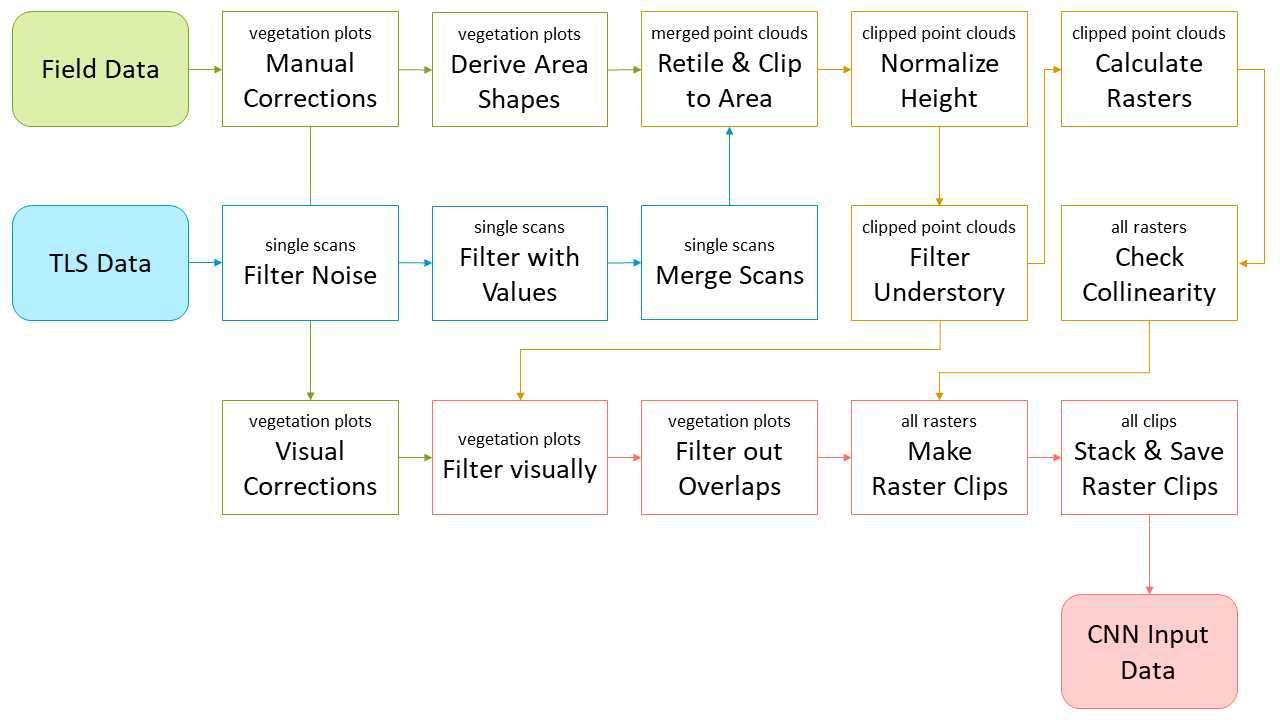 Field Data
vegetation plots
Manual
Corrections
vegetation plots
Derive Area
Shapes
merged point clouds
Retile & Clip
to Area
clipped point clouds
Normalize
Height
clipped point clouds
Calculate
Rasters
TLS Data
single scans
Filter Noise
single scans
Filter with
Values
single scans
Merge Scans
clipped point clouds
Filter
Understory
all rasters
Check
Collinearity
vegetation plots
Visual
Corrections
vegetation plots
Filter visually
vegetation plots
Filter out
Overlaps
all rasters
Make
Raster Clips
all clips
Stack & Save
Raster Clips
CNN Input
Data